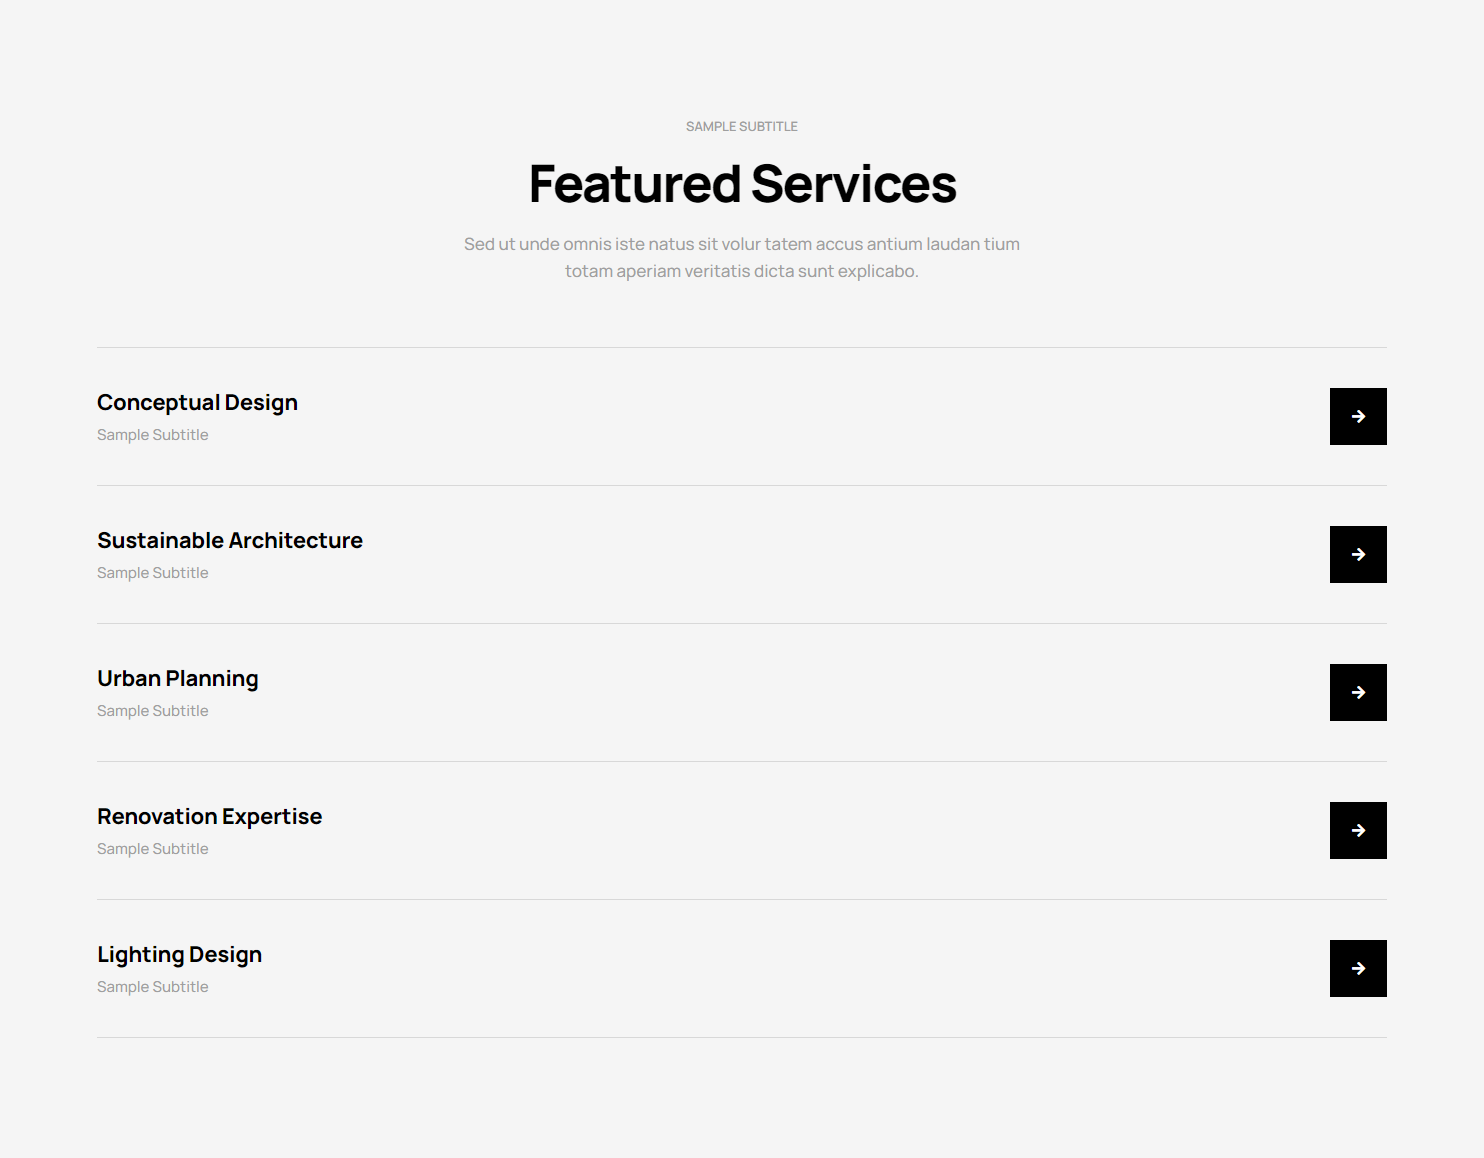 SAMPLE SUBTITLE
Featured Services
Sed ut unde omnis iste natus sit volur tatem accus antium laudan tium
totam aperiam veritatis dicta sunt explicabo.
Conceptual Design
Sample Subtitle
Sustainable Architecture
Sample Subtitle
Urban Planning
Sample Subtitle
Renovation Expertise
Sample Subtitle
Lighting Design
Sample Subtitle